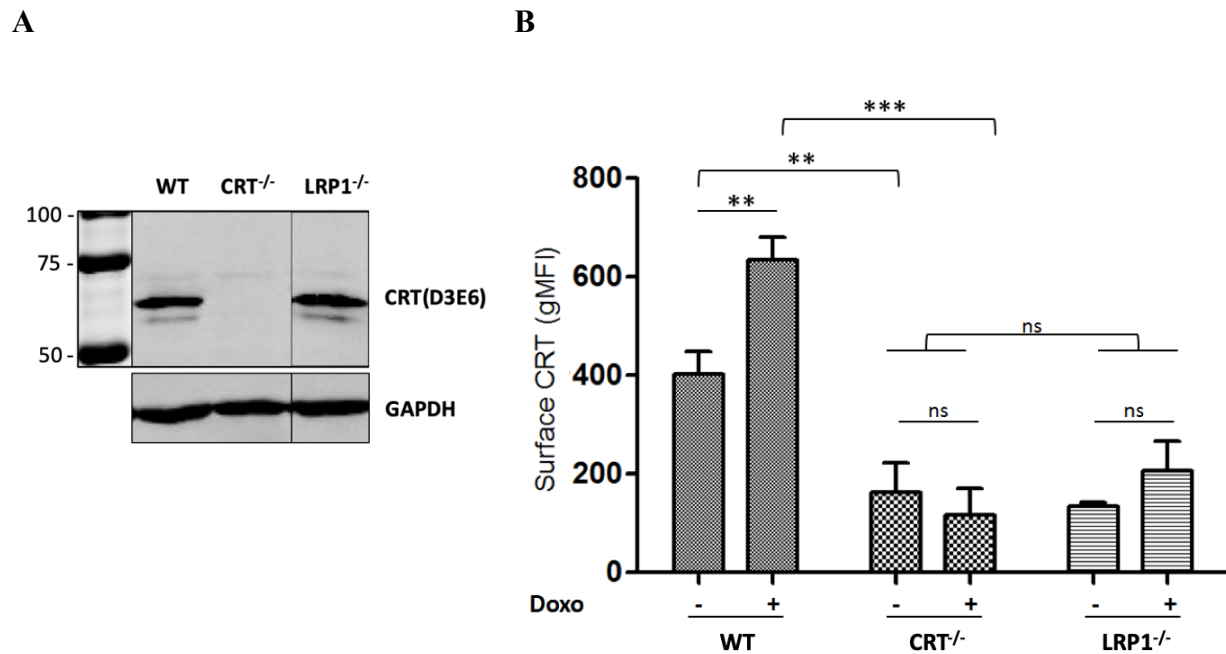 A
B
WT CRT-/- LRP1-/-
100 -
75 -
50 -
CRT(D3E6)
GAPDH
***
**
**
ns
ns
ns
Surface CRT (gMFI)
800
600
400
200
0
Doxo - + - + - +
WT CRT-/- LRP1-/-